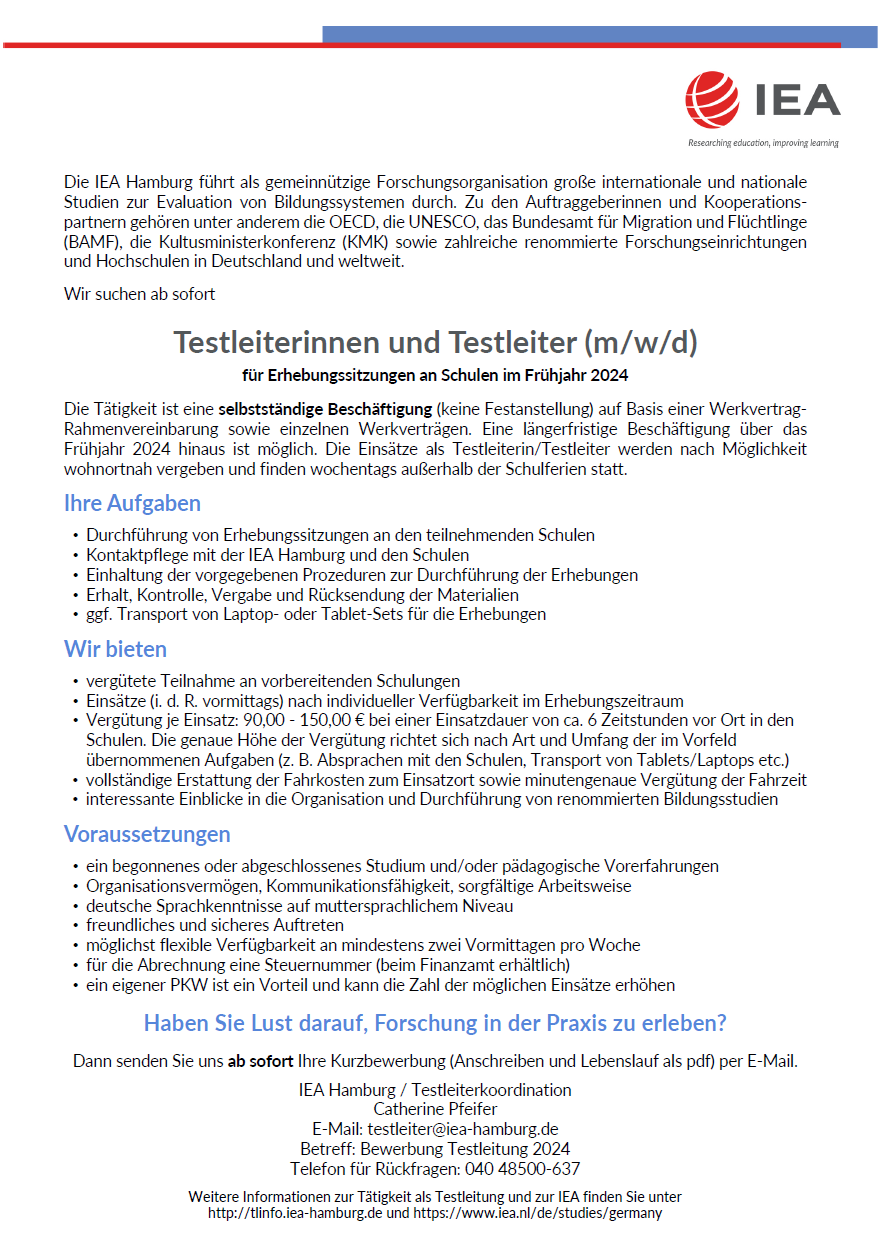 IEA
Researching education, improving learning
Die IEA Hamburg führt als gemeinnützige Forschungsorganisation große internationale und nationale
Studien zur Evaluation von Bildungssystemen durch. Zu den Auftraggeberinnen und Kooperations-
partnern gehören unter anderem die OECD, die UNESCO, das Bundesamt für Migration und Flüchtlinge
(BAMF), die Kultusministerkonferenz (KMK) sowie zahlreiche renommierte Forschungseinrichtungen
und Hochschulen in Deutschland und weltweit.
Wir suchen ab sofort
Testleiterinnen und Testleiter (m/w/d)
für Erhebungssitzungen an Schulen im Frühjahr 2024
Die Tätigkeit ist eine selbstständige Beschäftigung (keine Festanstellung) auf Basis einer Werkvertrag-
Rahmenvereinbarung sowie einzelnen Werkverträgen. Eine längerfristige Beschäftigung über das
Frühjahr 2024 hinaus ist möglich. Die Einsätze als Testleiterin/Testleiter werden nach Möglichkeit
wohnortnah vergeben und finden wochentags außerhalb der Schulferien statt.
Ihre Aufgaben
• Durchführung von Erhebungssitzungen an den teilnehmenden Schulen
• Kontaktpflege mit der IEA Hamburg und den Schulen
• Einhaltung der vorgegebenen Prozeduren zur Durchführung der Erhebungen
• Erhalt, Kontrolle, Vergabe und Rücksendung der Materialien
• ggf. Transport von Laptop- oder Tablet-Sets für die Erhebungen
Wir bieten
• vergütete Teilnahme an vorbereitenden Schulungen
• Einsätze (i. d. R. vormittags) nach individueller Verfügbarkeit im Erhebungszeitraum
• Vergütung je Einsatz: 90,00 - 150,00 € bei einer Einsatzdauer von ca. 6 Zeitstunden vor Ort in den
Schulen. Die genaue Höhe der Vergütung richtet sich nach Art und Umfang der im Vorfeld
übernommenen Aufgaben (z. B. Absprachen mit den Schulen, Transport von Tablets/Laptops etc.)
• vollständige Erstattung der Fahrkosten zum Einsatzort sowie minutengenaue Vergütung der Fahrzeit
• interessante Einblicke in die Organisation und Durchführung von renommierten Bildungsstudien
Voraussetzungen
• ein begonnenes oder abgeschlossenes Studium und/oder pädagogische Vorerfahrungen
• Organisationsvermögen, Kommunikationsfähigkeit, sorgfältige Arbeitsweise
• deutsche Sprachkenntnisse auf muttersprachlichem Niveau
• freundliches und sicheres Auftreten
• möglichst flexible Verfügbarkeit an mindestens zwei Vormittagen pro Woche
• für die Abrechnung eine Steuernummer (beim Finanzamt erhältlich)
• ein eigener PKW ist ein Vorteil und kann die Zahl der möglichen Einsätze erhöhen
Haben Sie Lust darauf, Forschung in der Praxis zu erleben?
Dann senden Sie uns ab sofort Ihre Kurzbewerbung (Anschreiben und Lebenslauf als pdf) per E-Mail.
IEA Hamburg / Testleiterkoordination
Catherine Pfeifer
E-Mail: testleiter@iea-hamburg.de
Betreff: Bewerbung Testleitung 2024
Telefon für Rückfragen: 040 48500-637
Weitere Informationen zur Tätigkeit als Testleitung und zur IEA finden Sie unter
http://tlinfo.iea-hamburg.de und https://www.iea.nl/de/studies/germany